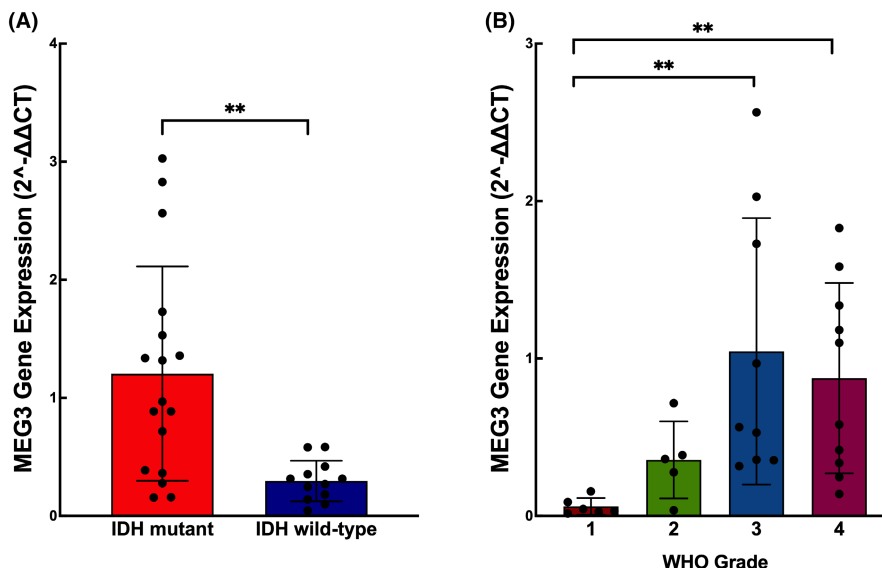 (A)
MEG3 Gene Expression (2^-ΔΔCT)
4
3
2
1
0
**
IDH mutant
IDH wild-type
(B)
MEG3 Gene Expression (2^-ΔΔCT)
3
2
1
0
**
**
1
2
3
4
WHO Grade